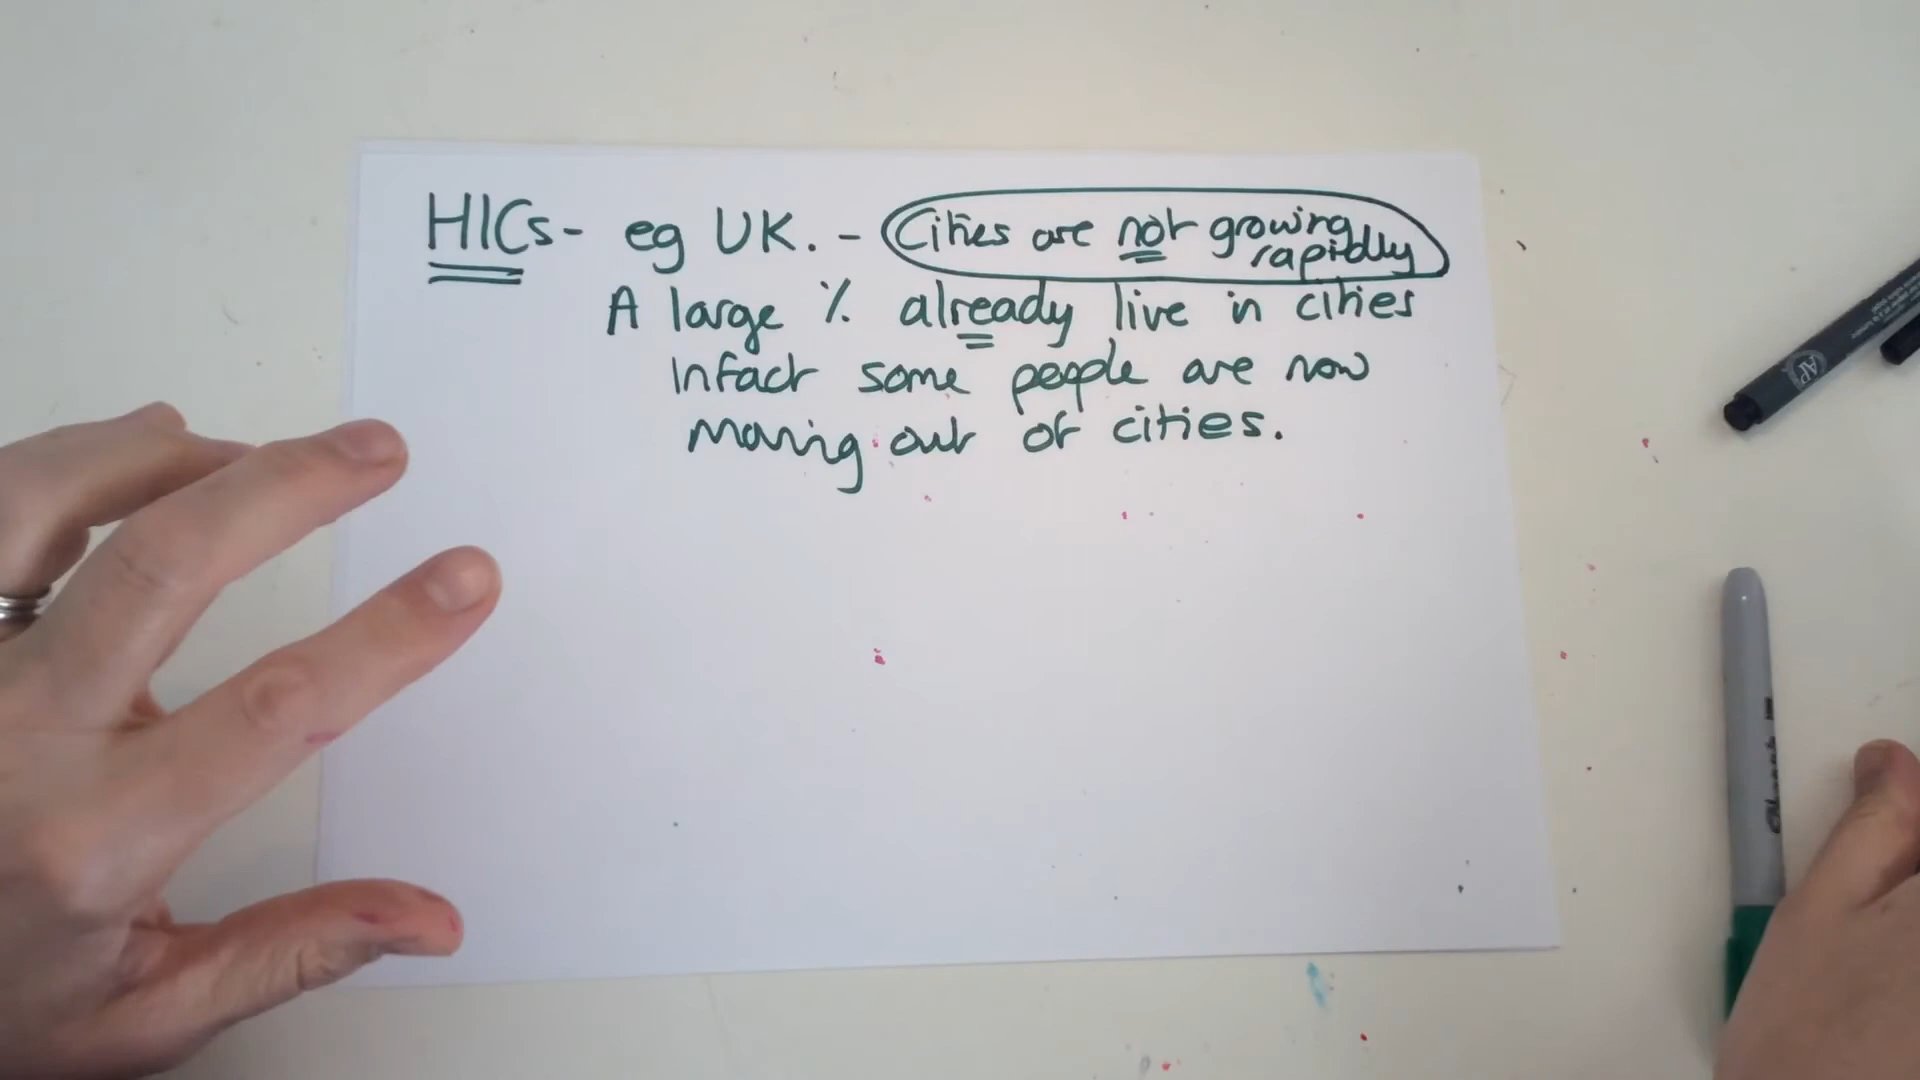 HICs - eg UK. - Cities are not growing
rapidly
A large % already live in cities
Infact some people are now
moving out of cities.
Sharpie